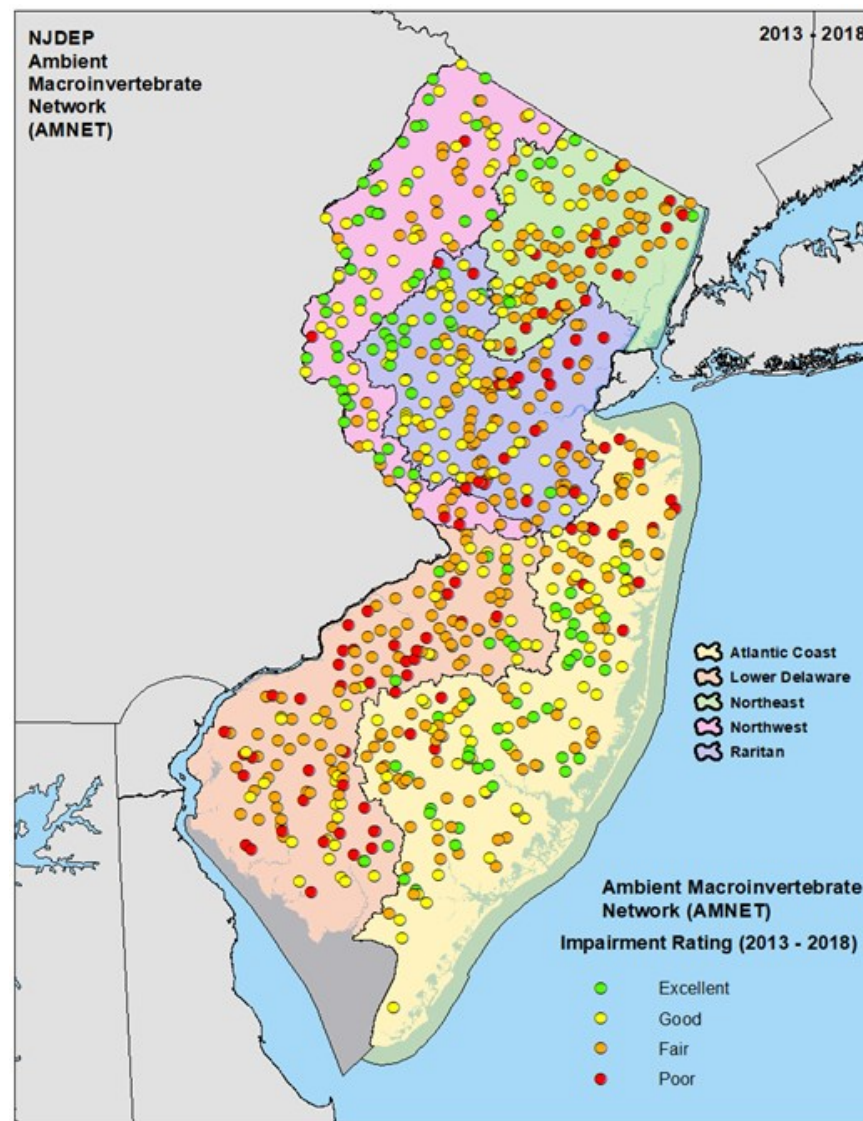 NJDEP
Ambient
Macroinvertebrate
Network
(AMNET)
2013 - 2018
Atlantic Coast
Lower Delaware
Northeast
Northwest
Raritan
Ambient Macroinvertebrate
Network (AMNET)
Impairment Rating (2013 - 2018)
Excellent
Good
Fair
Poor